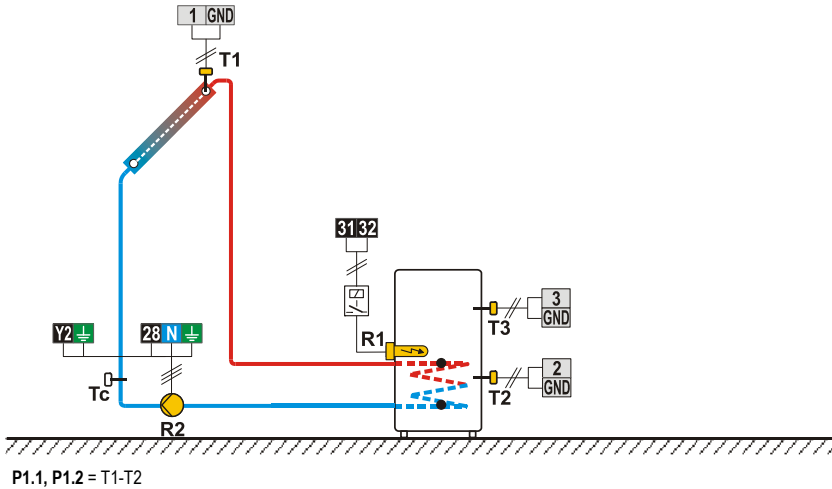 1 GND
T1
31 32
3
GND
T3
R1
Y2 28 N
2
GND
T2
Tc
R2
P1.1, P1.2 = T1-T2